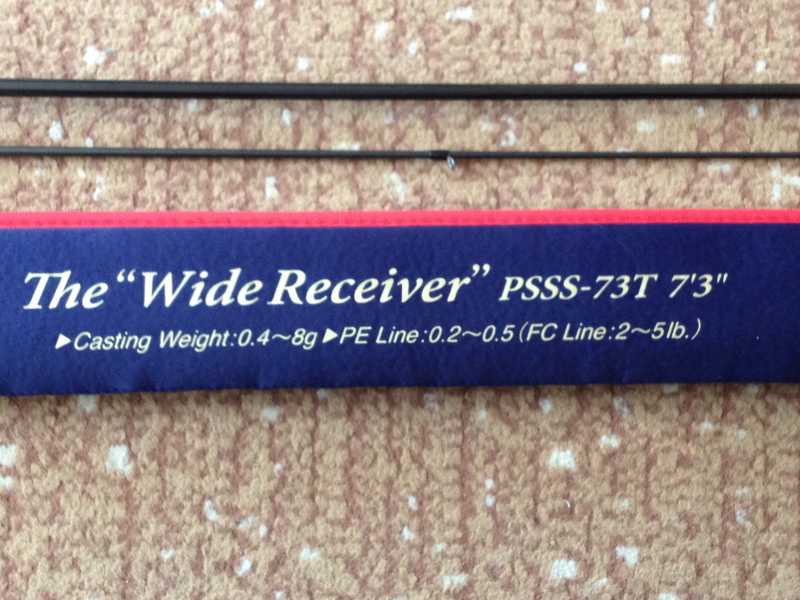 The “Wide Receiver” PSSS-73T 7'3"
▶Casting Weight:0.4～8g ▶PE Line:0.2～0.5(FC Line:2～5lb.)